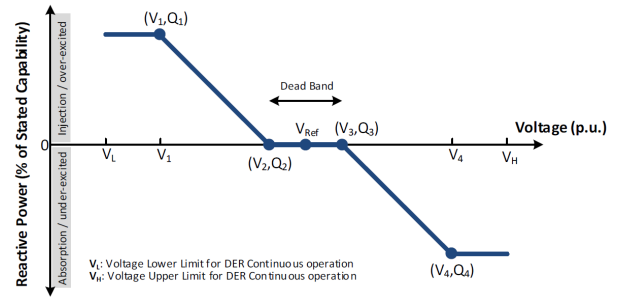 Reactive Power (% of Stated Capability)
Injection / over-excited
Absorption / under-excited
(V1,Q1)
Dead Band
VRef
(V3,Q3)
Voltage (p.u.)
0
VL
V1
(V2,Q2)
V4
VH
(V4,Q4)
VL: Voltage Lower Limit for DER Continuous operation
VH: Voltage Upper Limit for DER Continuous operation